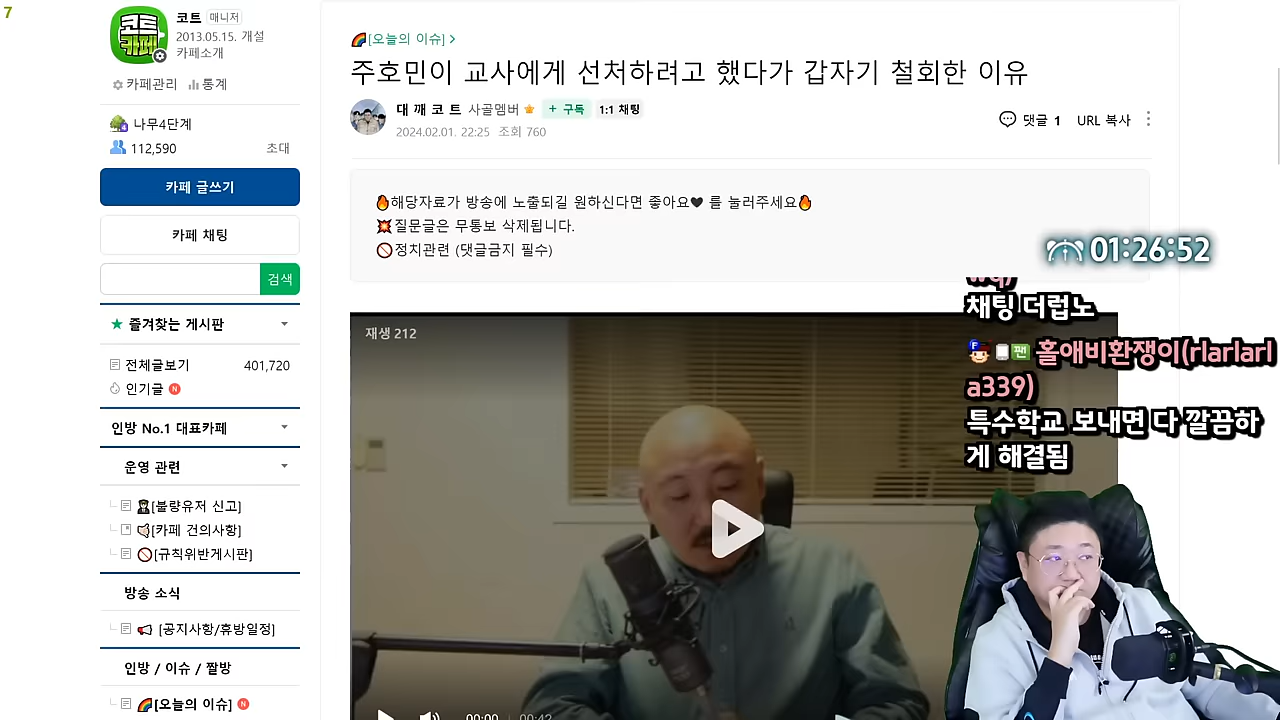 7
코트 매니저
2013.05.15. 개설
카페소개
카페관리 통계
나무4단계
112,590 초대
카페 글쓰기
카페 채팅
검색
★ 즐겨찾는 게시판
전체글보기 401,720
인기글 N
인방 No.1 대표카페
운영 관련
[불량유저 신고]
[카페 건의사항]
[규칙위반게시판]
방송 소식
[공지사항/휴방일정]
인방 / 이슈 / 짤방
[오늘의 이슈] N
[오늘의 이슈] >
주호민이 교사에게 선처하려고 했다가 갑자기 철회한 이유
대 깨 코 트 사골멤버 + 구독 1:1 채팅
2024.02.01. 22:25 조회 760
댓글 1 URL 복사
🔥해당자료가 방송에 노출되길 원하신다면 좋아요🖤 를 눌러주세요🔥
💥질문글은 무통보 삭제됩니다.
🚫정치관련 (댓글금지 필수)
재생 212
00:00 | 00:42
01:26:52
채팅 더럽노
F 팬 홀애비환쟁이(rlarlarl
a339)
특수학교 보내면 다 깔끔하
게 해결됨